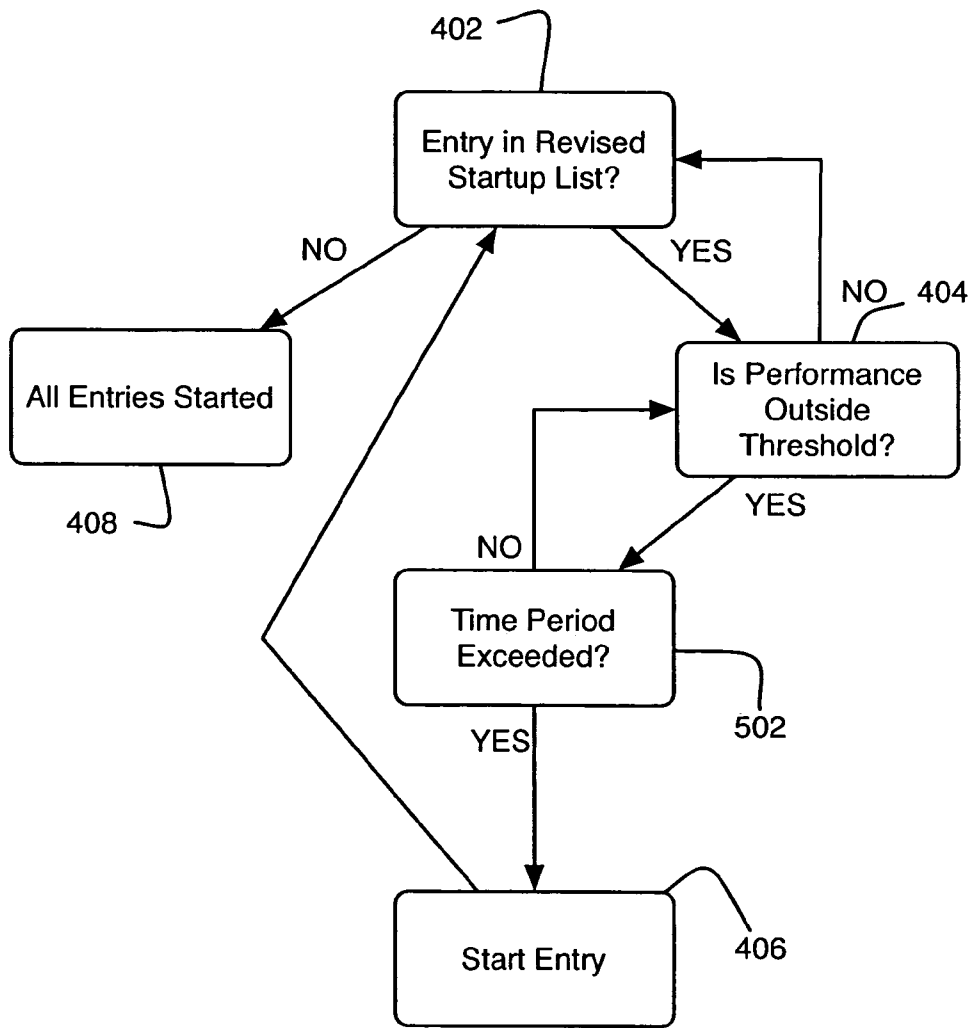 402
Entry in Revised
Startup List?
NO
YES
NO
404
All Entries Started
Is Performance
Outside
Threshold?
408
YES
NO
Time Period
Exceeded?
502
YES
Start Entry
406